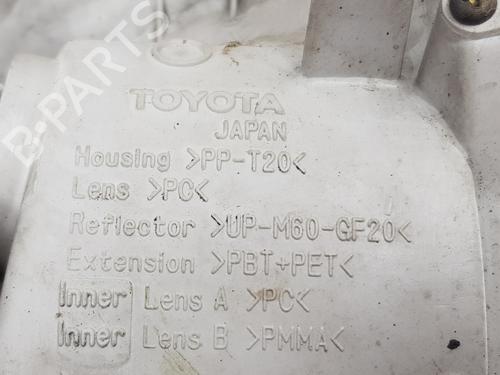 B-PARTS
TOYOTA
JAPAN
Housing >PP-T20<
Lens >PC<
Reflector >UP-M60-GF20<
Extension >PBT+PET<
Inner Lens A >PC<
Inner Lens B >PMMA<